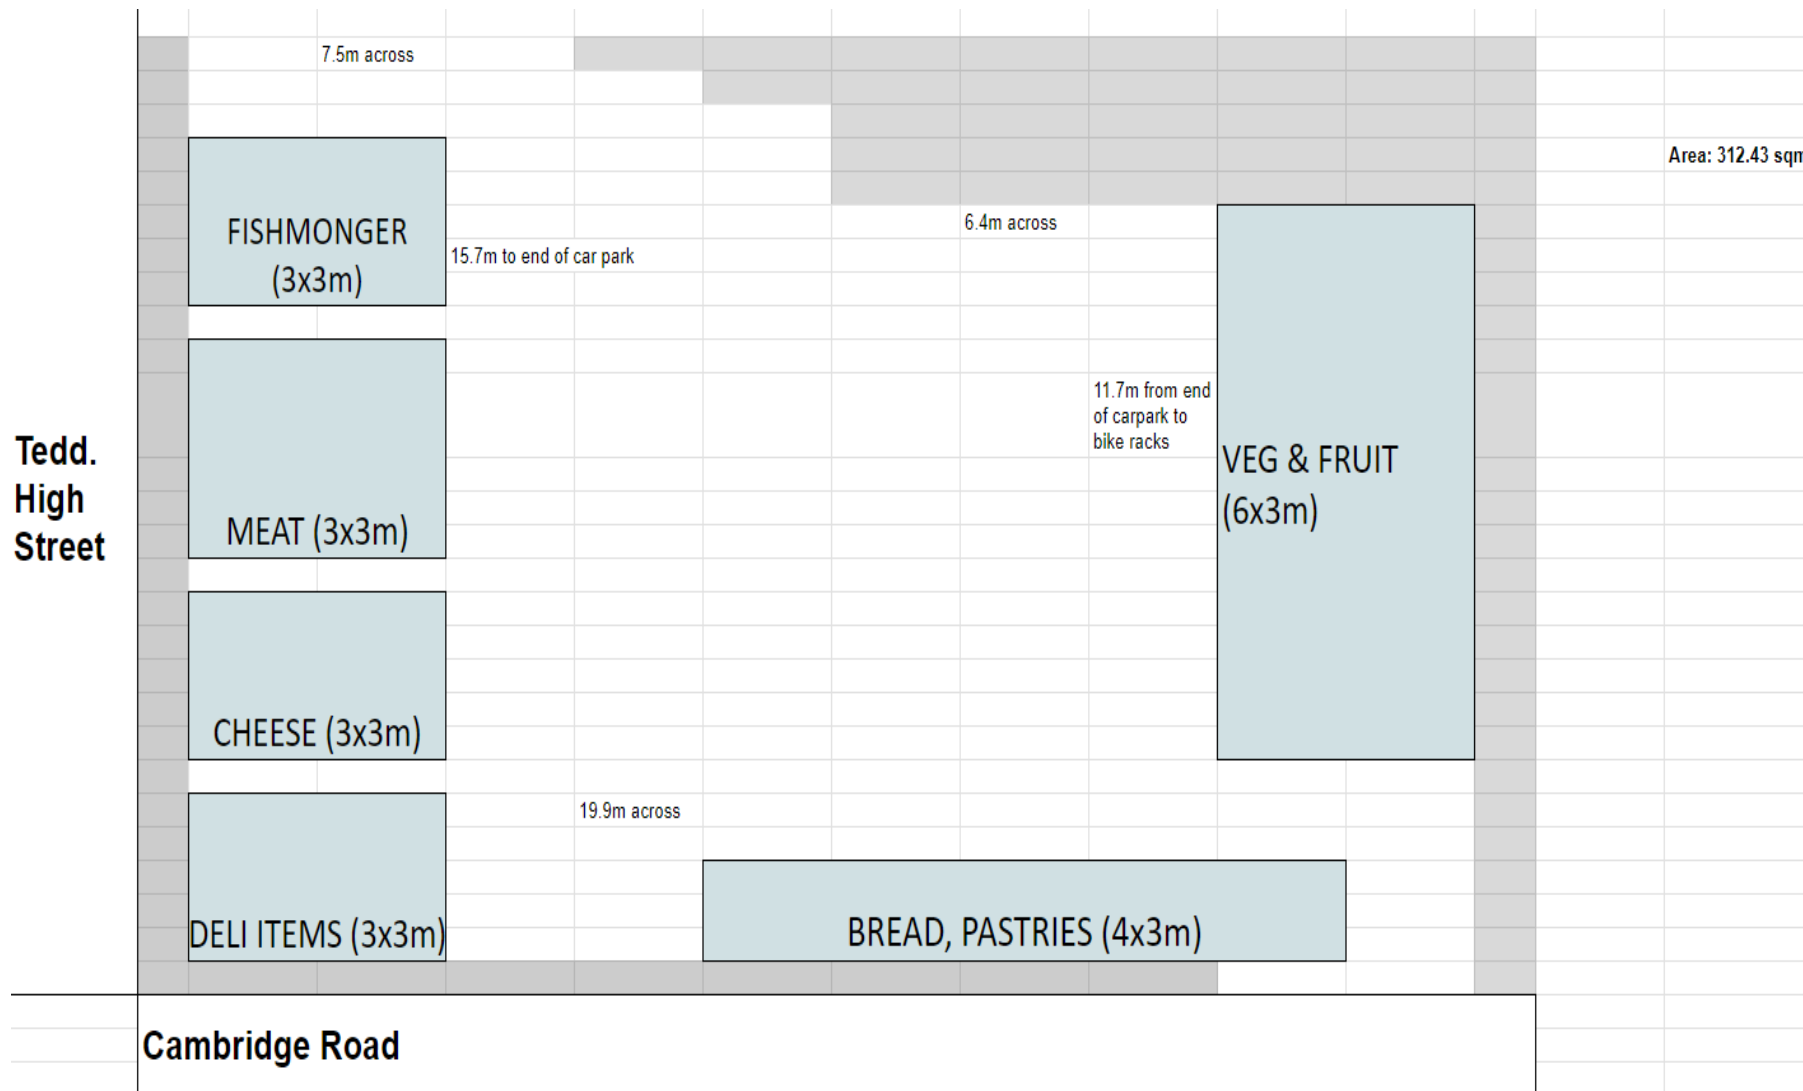 7.5m across
Area: 312.43 sqm
FISHMONGER
(3x3m)
6.4m across
15.7m to end of car park
11.7m from end
of carpark to
bike racks
Tedd.
High
Street
VEG & FRUIT
(6x3m)
MEAT (3x3m)
CHEESE (3x3m)
19.9m across
DELI ITEMS (3x3m)
BREAD, PASTRIES (4x3m)
Cambridge Road